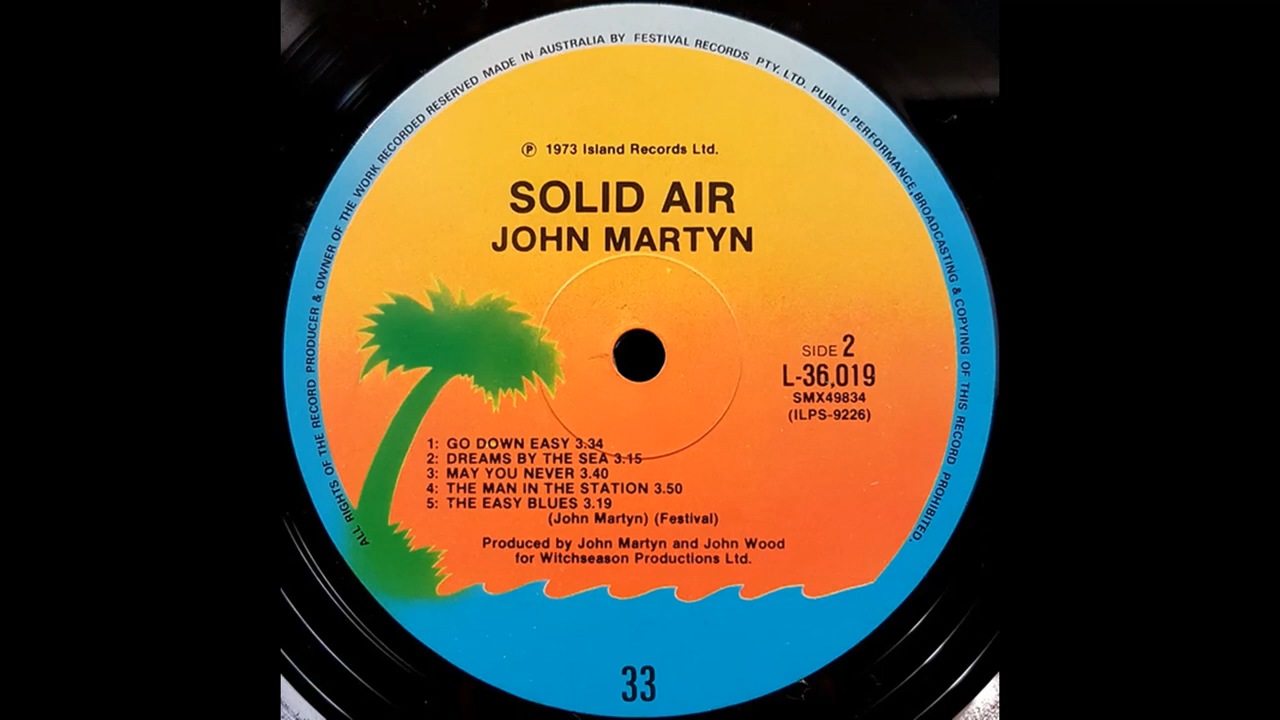 ALL RIGHTS OF THE RECORD PRODUCER & OWNER OF THE WORK RECORDED RESERVED MADE IN AUSTRALIA BY FESTIVAL RECORDS PTY. LTD. PUBLIC PERFORMANCE, BROADCASTING & COPYING OF THIS RECORD PROHIBITED.
Ⓟ 1973 Island Records Ltd.
SOLID AIR
JOHN MARTYN
SIDE 2
L-36,019
SMX49834
(ILPS-9226)
1: GO DOWN EASY 3.34
2: DREAMS BY THE SEA 3.15
3: MAY YOU NEVER 3.40
4: THE MAN IN THE STATION 3.50
5: THE EASY BLUES 3.19
(John Martyn) (Festival)
Produced by John Martyn and John Wood
for Witchseason Productions Ltd.
33